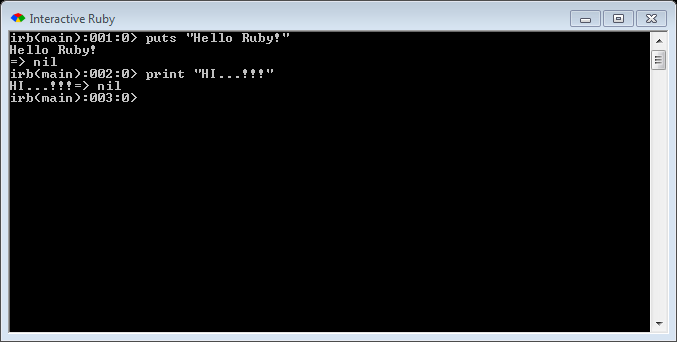 Interactive Ruby
irb(main):001:0> puts "Hello Ruby!"
Hello Ruby!
=> nil
irb(main):002:0> print "HI...!!!"
HI...!!!=> nil
irb(main):003:0>